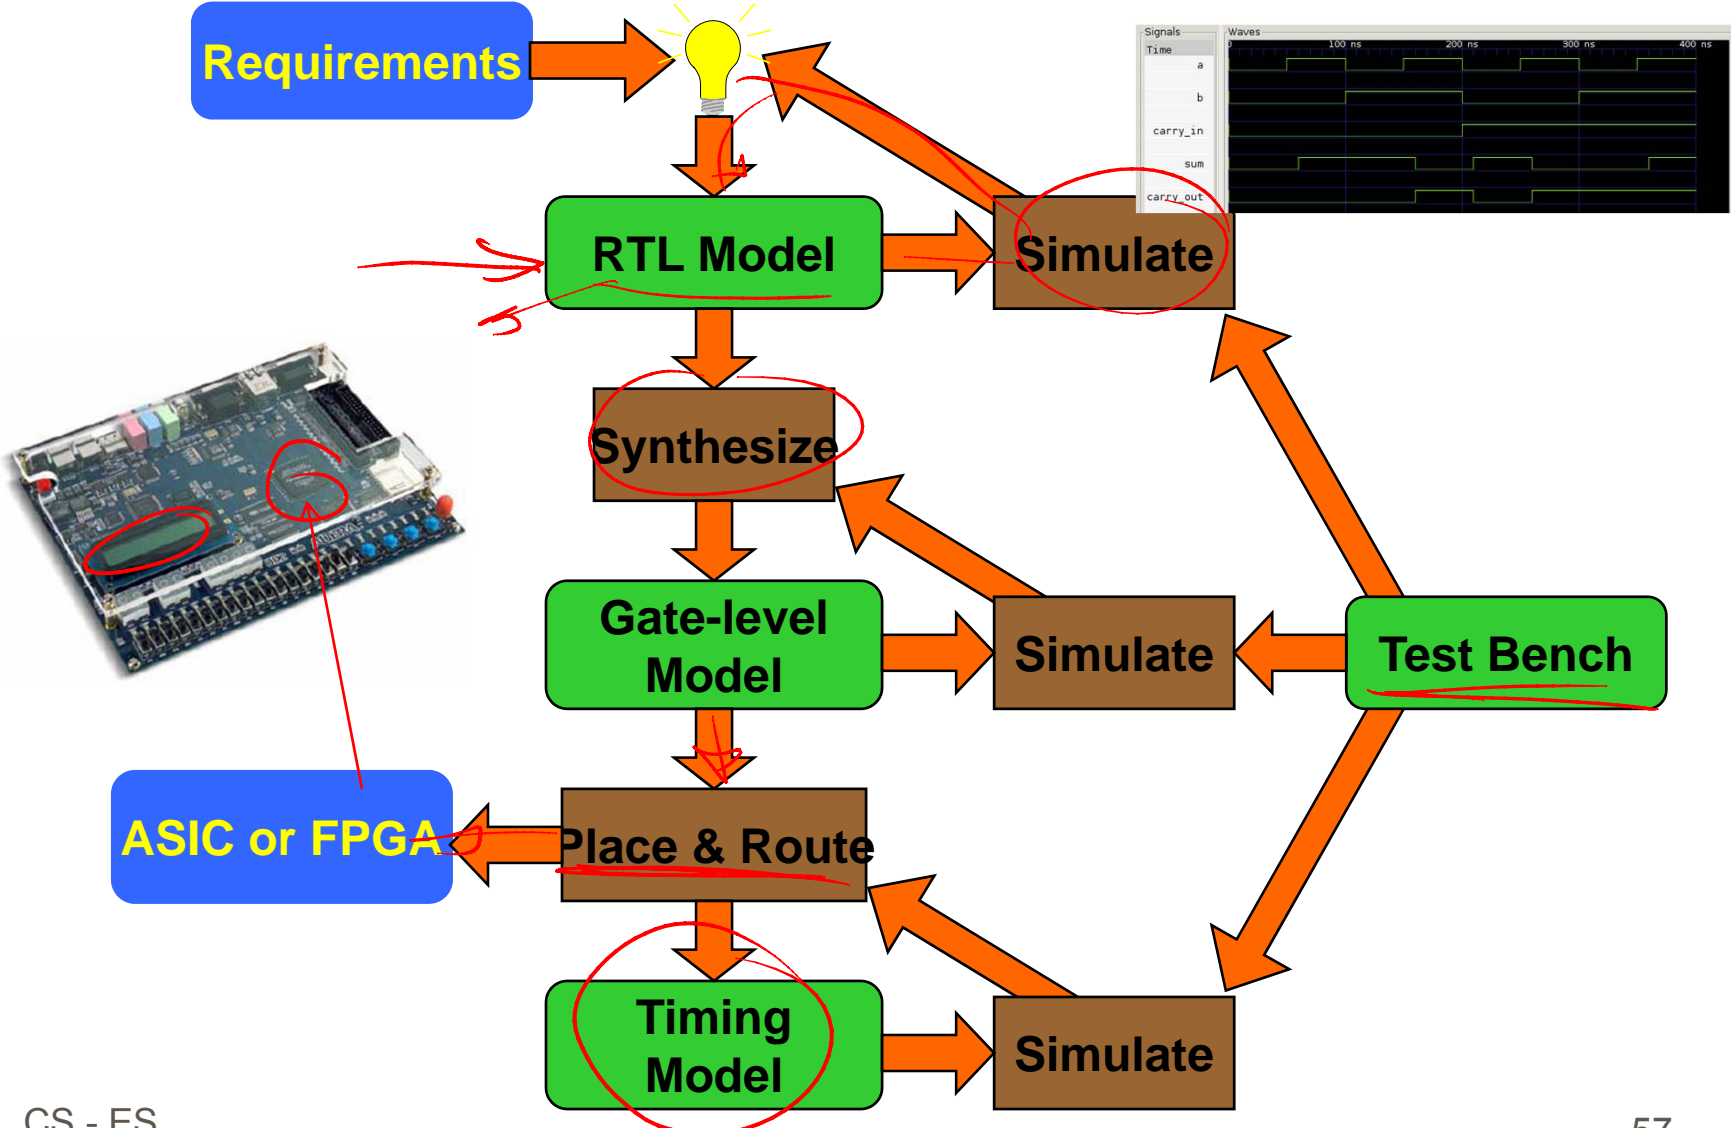 Requirements
Signals
Waves
Time
100 ns
200 ns
300 ns
400 ns
a
b
carry_in
sum
carry_out
RTL Model
Simulate
Synthesize
Gate-level
Model
Simulate
Test Bench
ASIC or FPGA
Place & Route
Timing
Model
Simulate
CS - ES
57